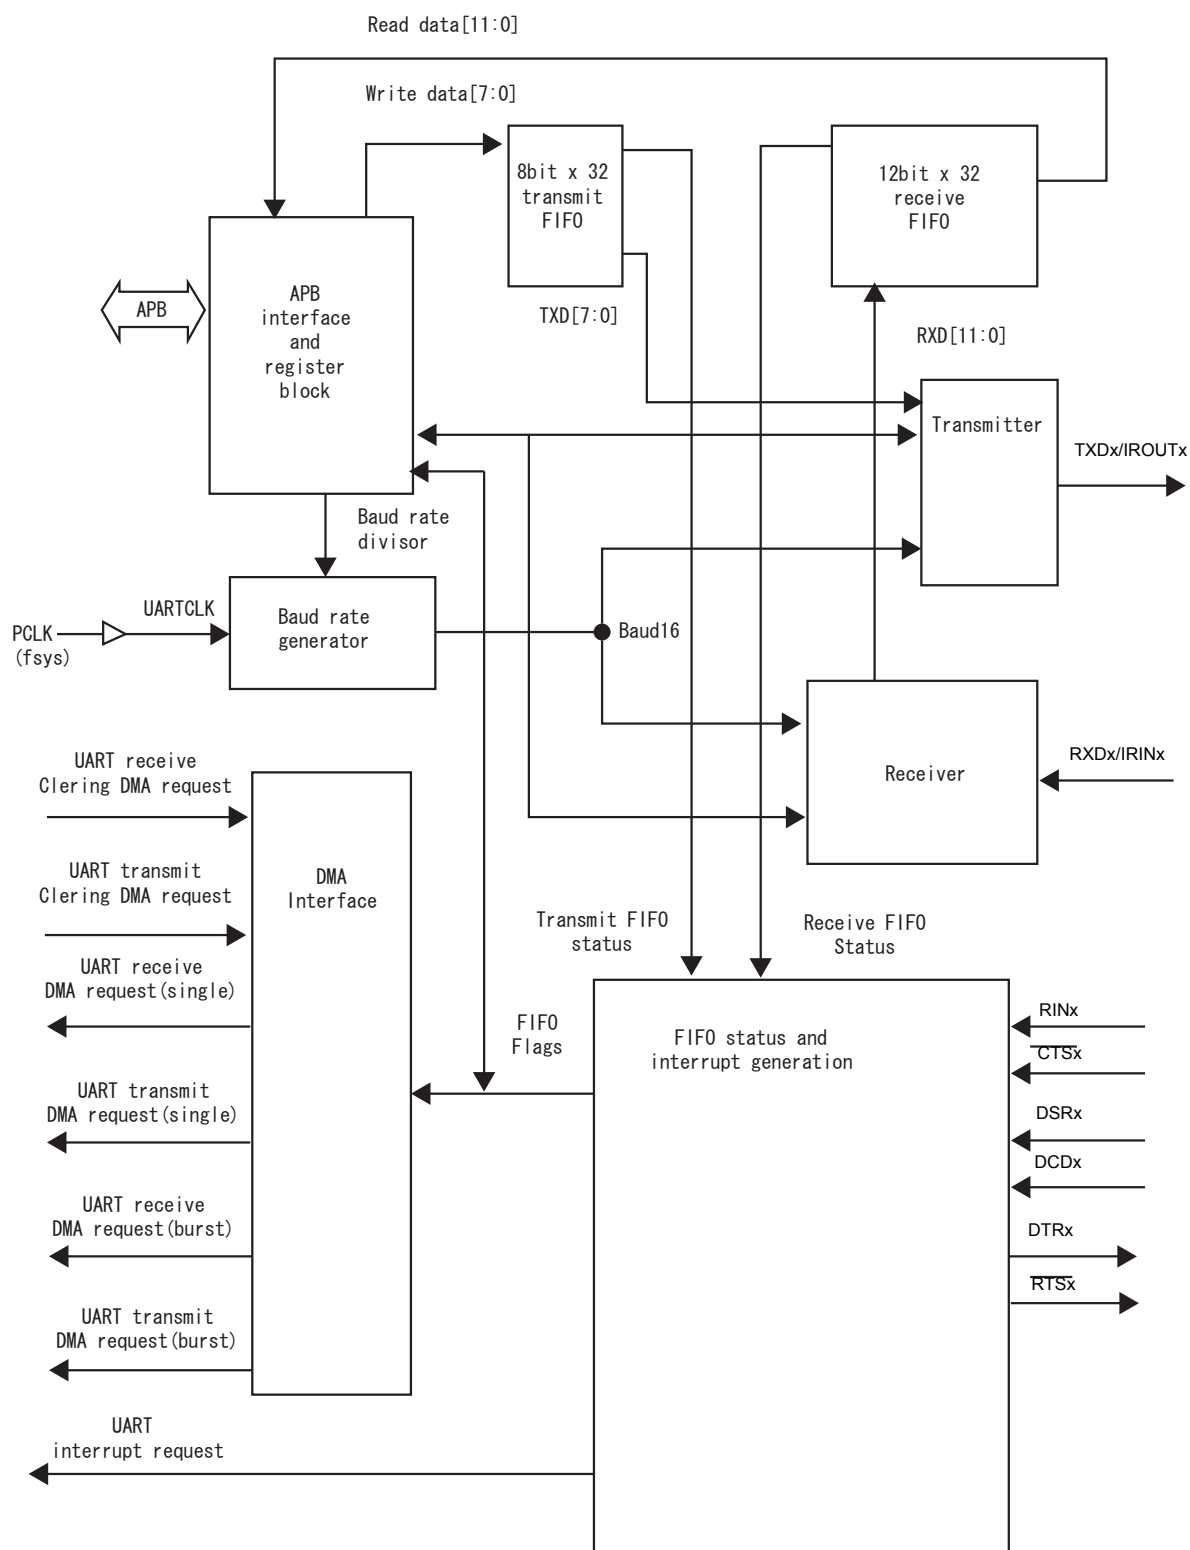 Read data[11:0]
Write data[7:0]
8bit x 32
transmit
FIFO
12bit x 32
receive
FIFO
APB
APB
interface
and
register
block
TXD[7:0]
RXD[11:0]
Transmitter
TXDx/IROUTx
Baud rate
divisor
UARTCLK
PCLK
(fsys)
Baud rate
generator
Baud16
UART receive
Clering DMA request
RXDx/IRINx
Receiver
UART transmit
Clering DMA request
DMA
Interface
Transmit FIFO
status
Receive FIFO
Status
UART receive
DMA request(single)
FIFO
Flags
FIFO status and
interrupt generation
RINx
CTSx
UART transmit
DMA request(single)
DSRx
DCDx
UART receive
DMA request(burst)
DTRx
RTSx
UART transmit
DMA request(burst)
UART
interrupt request